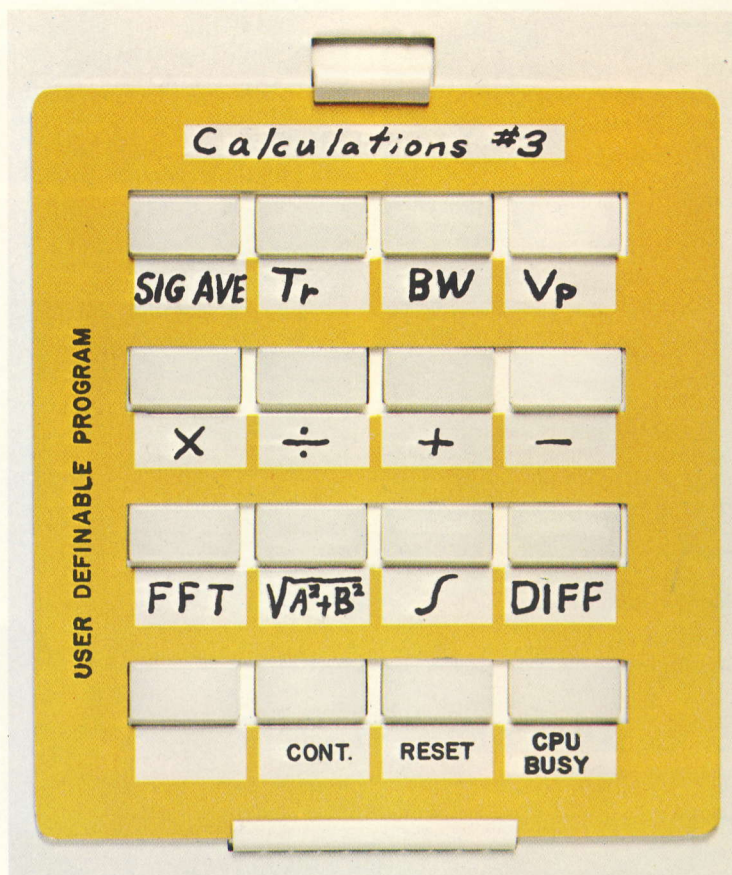 Calculations #3
SIG AVE Tr BW Vp
× ÷ + −
FFT √A²+B² ∫ DIFF
CONT. RESET CPU BUSY
USER DEFINABLE PROGRAM